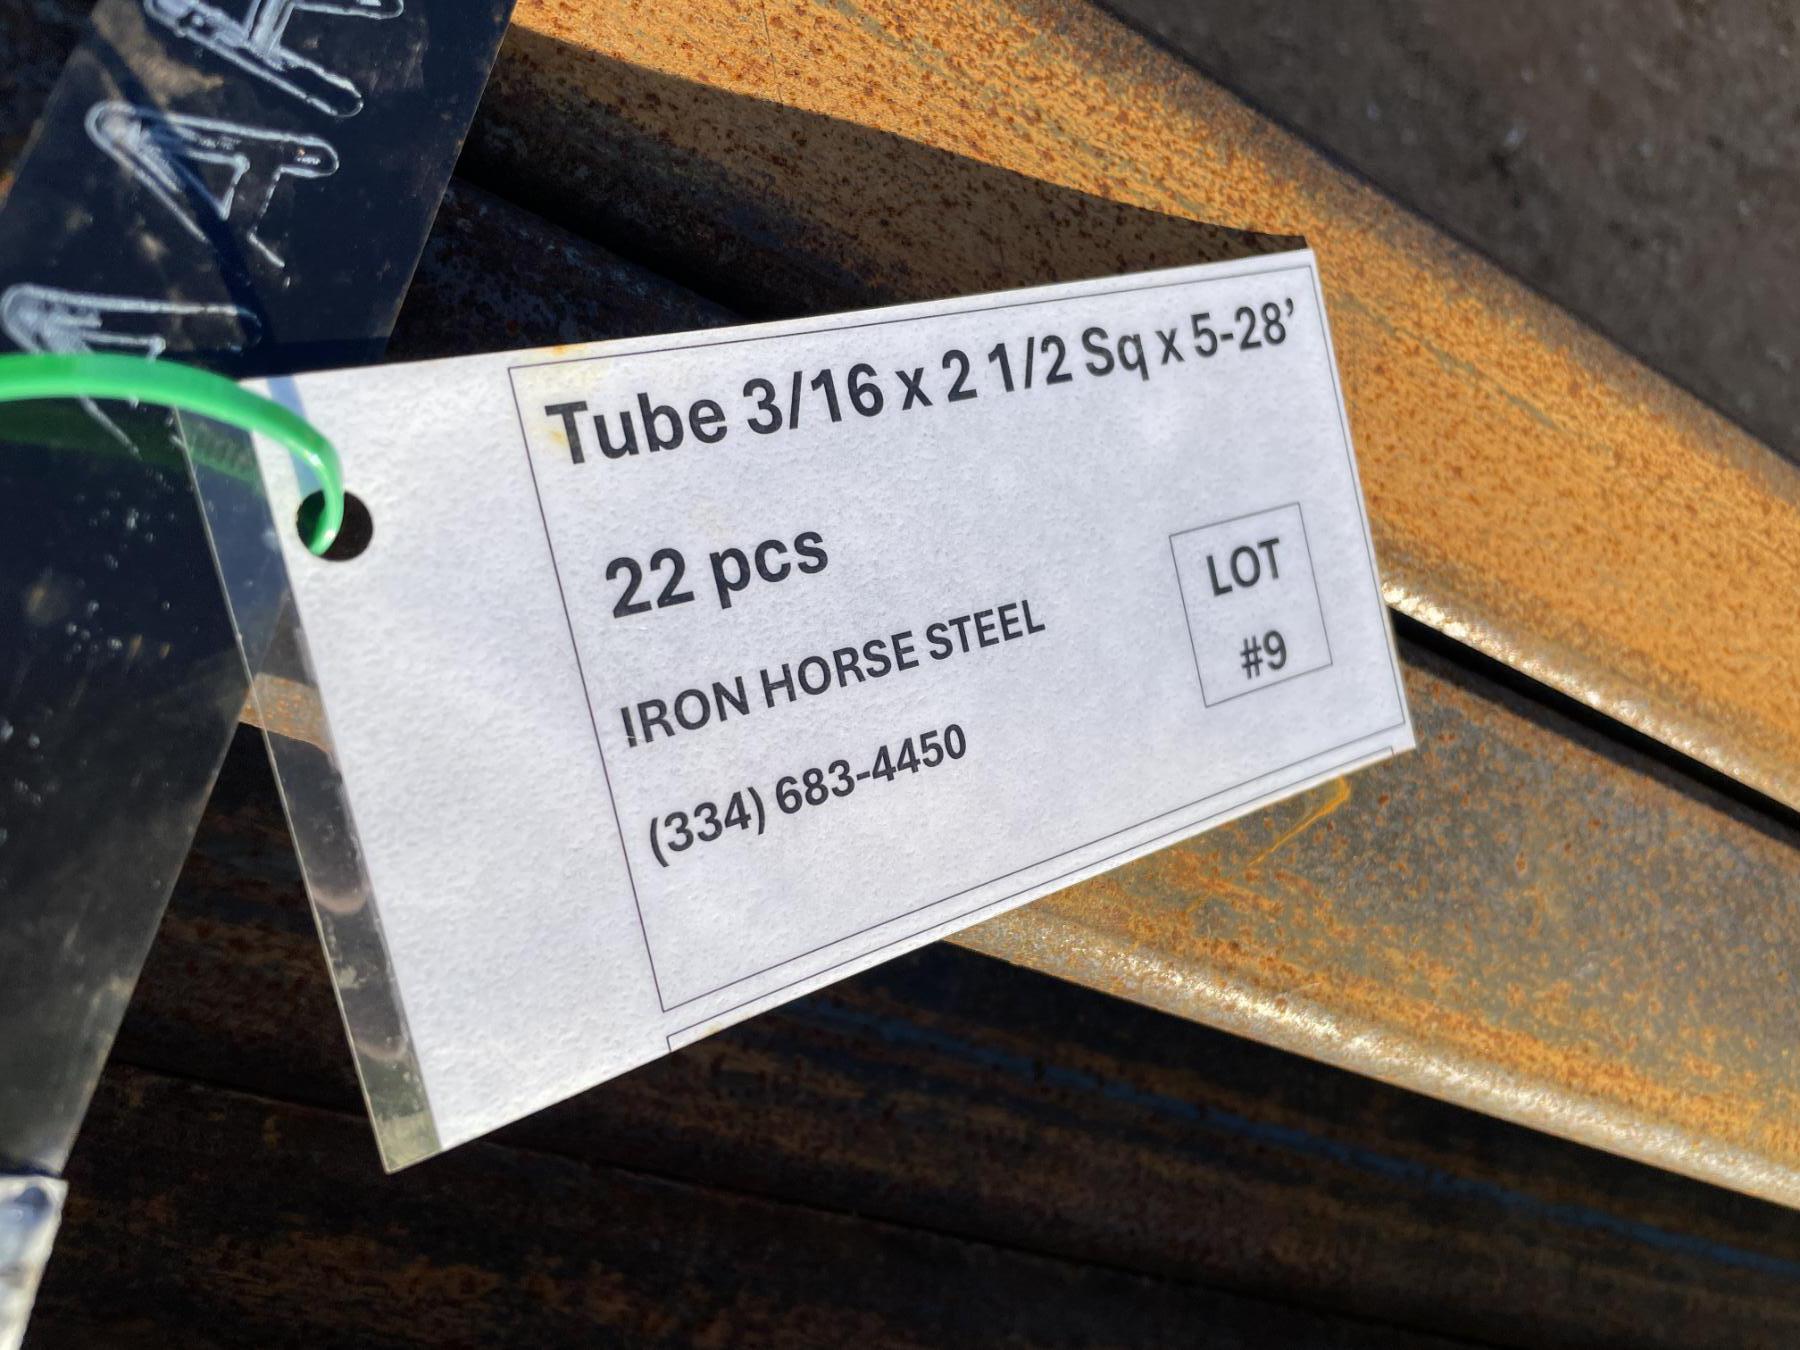 Tube 3/16 x 2 1/2 Sq x 5-28’
22 pcs
IRON HORSE STEEL
(334) 683-4450
LOT
#9